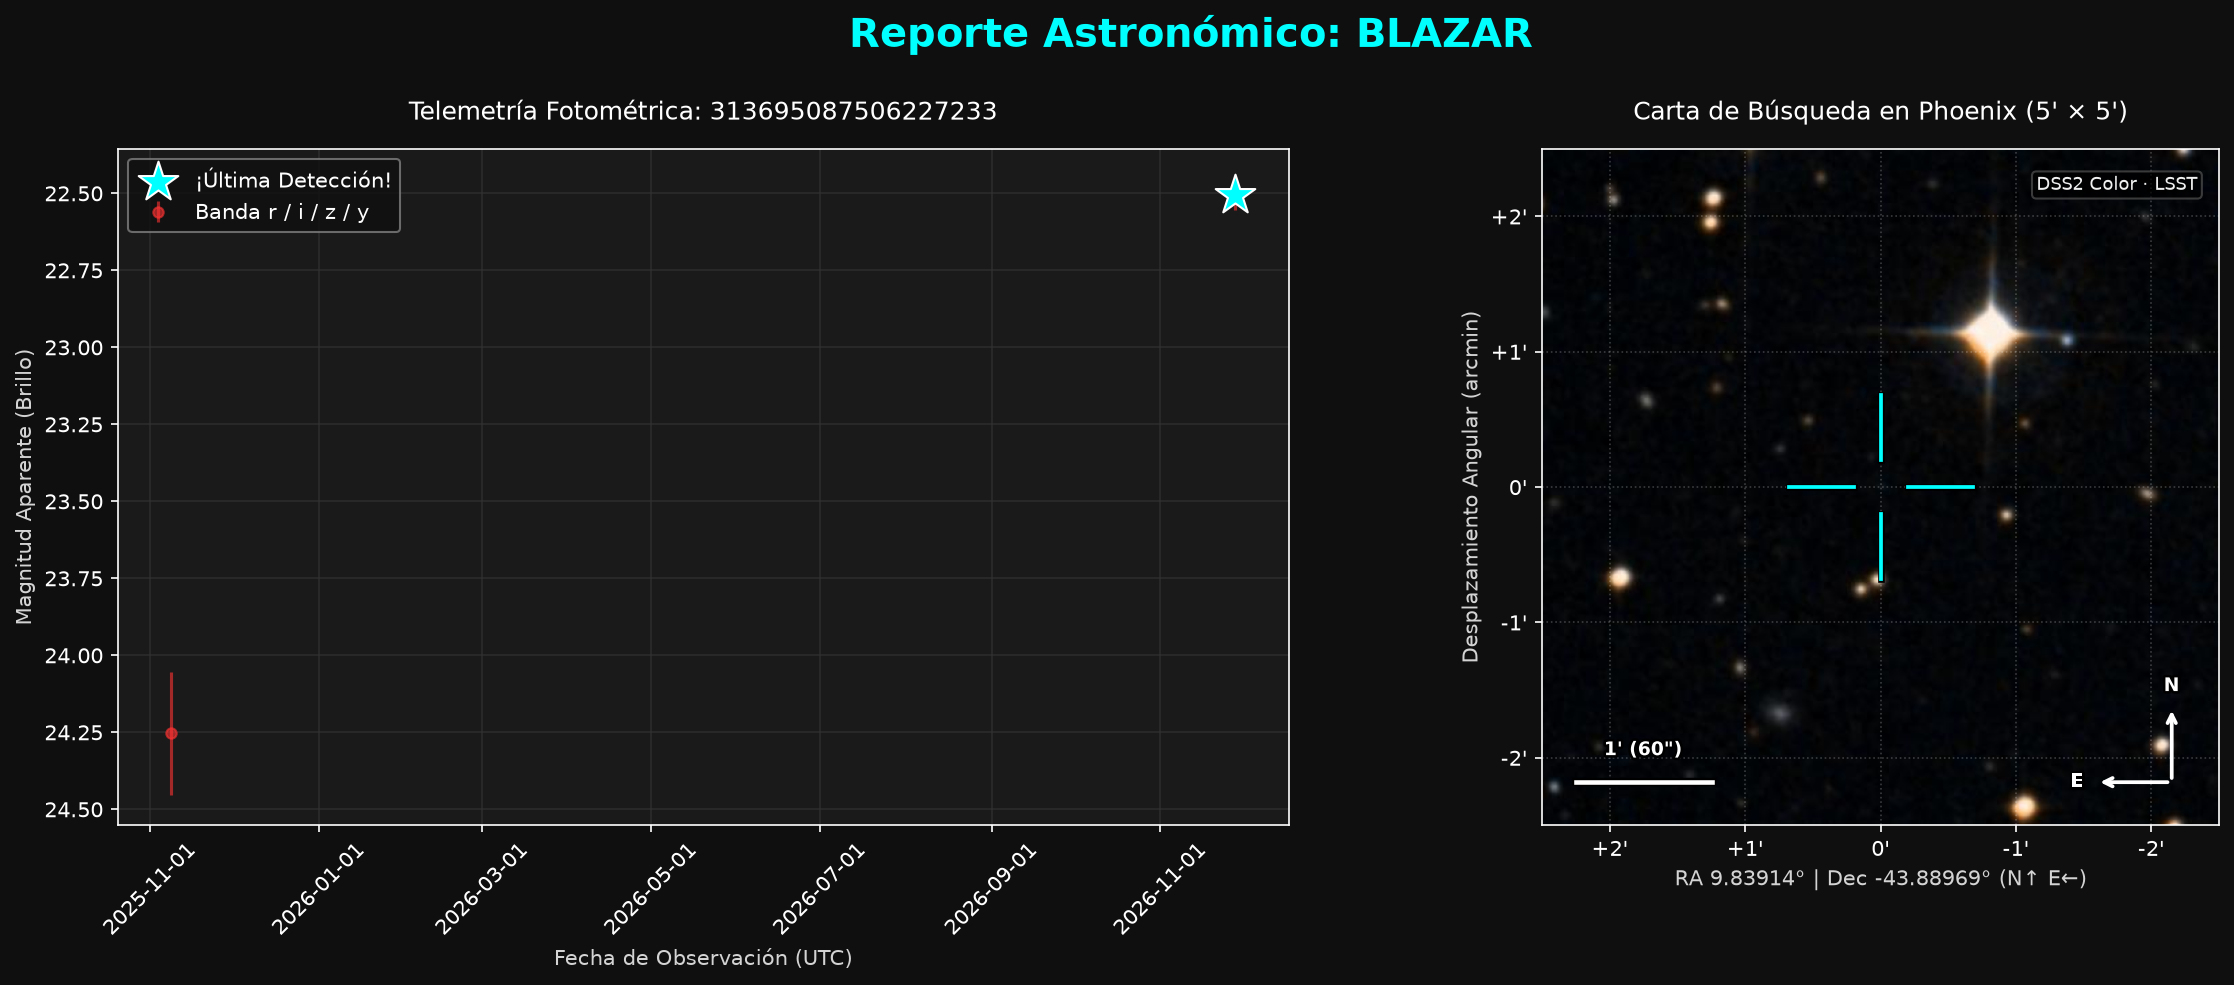 Reporte Astronómico: BLAZAR
Telemetría Fotométrica: 313695087506227233
¡Última Detección!
Banda r / i / z / y
Magnitud Aparente (Brillo)
22.50
22.75
23.00
23.25
23.50
23.75
24.00
24.25
24.50
2025-11-01
2026-01-01
2026-03-01
2026-05-01
2026-07-01
2026-09-01
2026-11-01
Fecha de Observación (UTC)
Carta de Búsqueda en Phoenix (5' × 5')
DSS2 Color · LSST
Desplazamiento Angular (arcmin)
+2'
+1'
0'
-1'
-2'
N
E
1' (60")
+2'
+1'
0'
-1'
-2'
RA 9.83914° | Dec -43.88969° (N↑ E←)